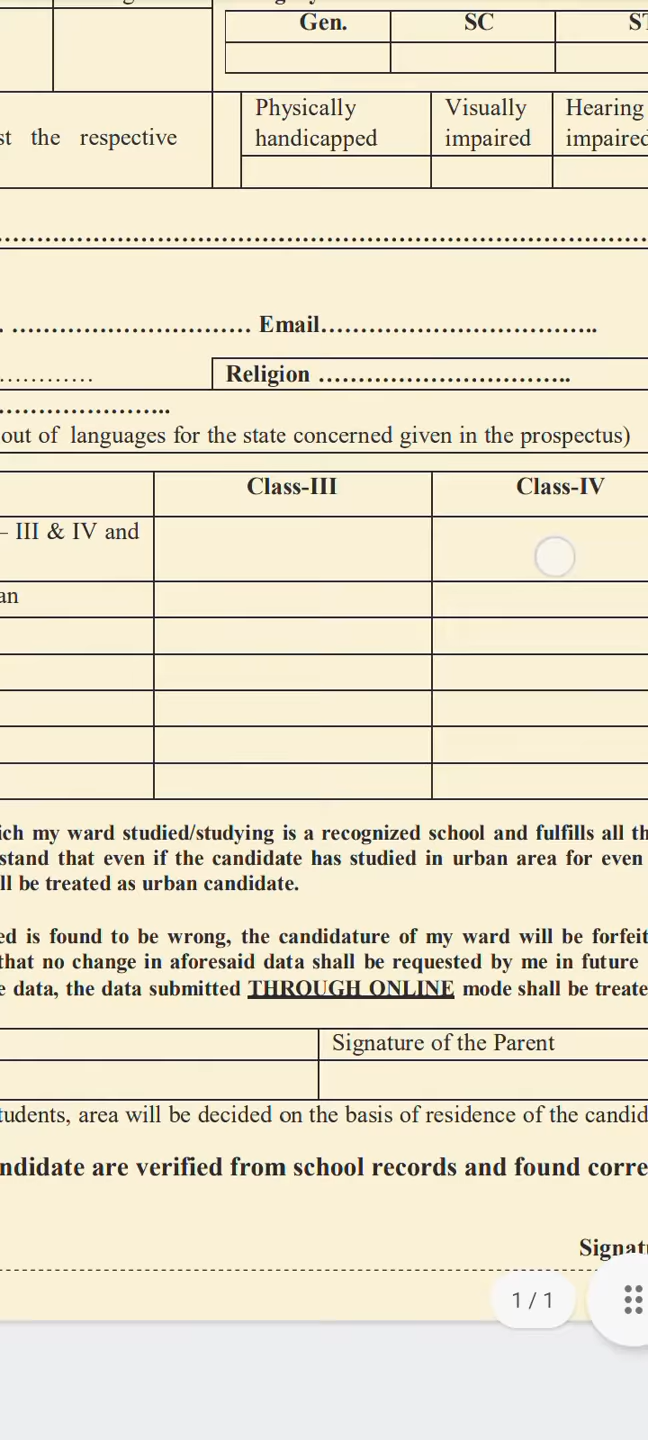 Gen. SC ST
Physically handicapped Visually impaired Hearing impaired
st the respective
................................................................................
. .............................. Email..................................
............ Religion ...............................
.......................
out of languages for the state concerned given in the prospectus)
Class-III Class-IV
– III & IV and
an
ich my ward studied/studying is a recognized school and fulfills all th
stand that even if the candidate has studied in urban area for even
ll be treated as urban candidate.
ed is found to be wrong, the candidature of my ward will be forfeit
that no change in aforesaid data shall be requested by me in future
e data, the data submitted THROUGH ONLINE mode shall be treate
Signature of the Parent
tudents, area will be decided on the basis of residence of the candid
ndidate are verified from school records and found corre
Signatu
1 / 1